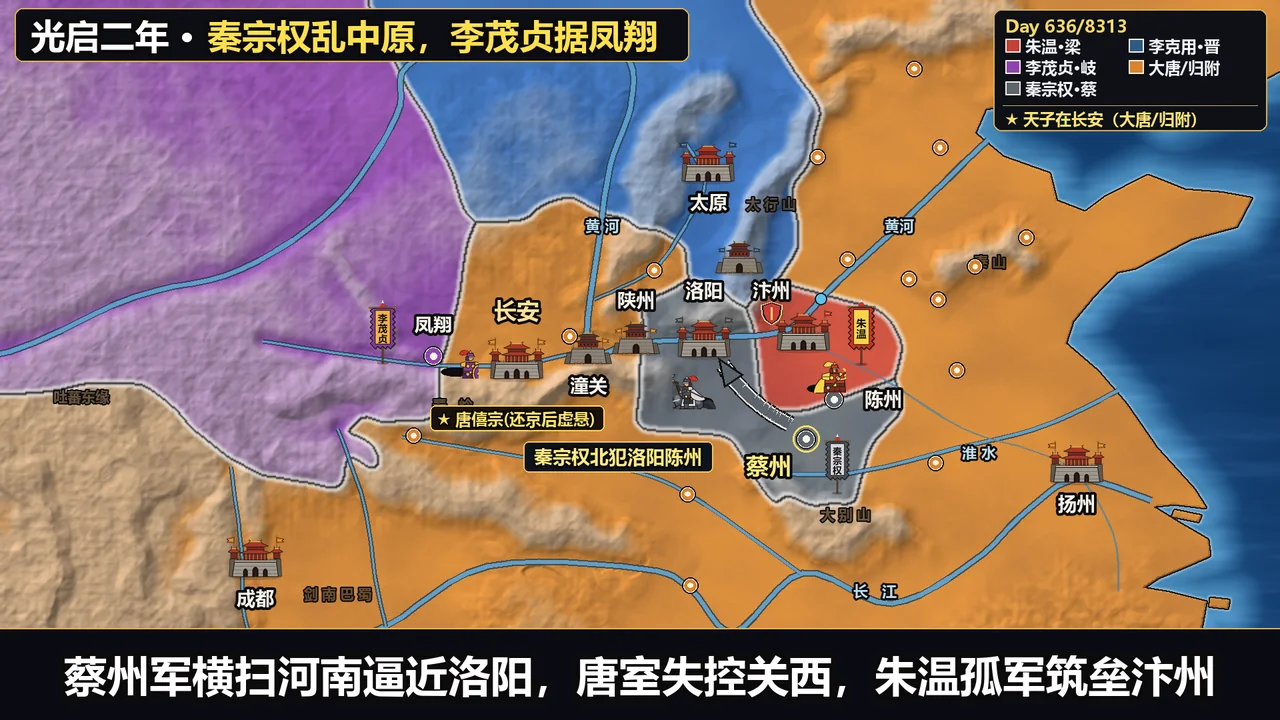 光启二年·秦宗权乱中原，李茂贞据凤翔
Day 636/8313
朱温·梁
李克用·晋
李茂贞·岐
大唐/归附
秦宗权·蔡
★ 天子在长安（大唐/归附）
太原
太行山
黄河
黄河
泰山
李茂贞
凤翔
长安
陕州
洛阳
汴州
朱温
潼关
陈州
吐蕃东缘
★ 唐僖宗(还京后虚悬)
秦宗权北犯洛阳陈州
蔡州
秦宗权
淮水
扬州
大别山
成都
剑南巴蜀
长江
蔡州军横扫河南逼近洛阳，唐室失控关西，朱温孤军筑垒汴州